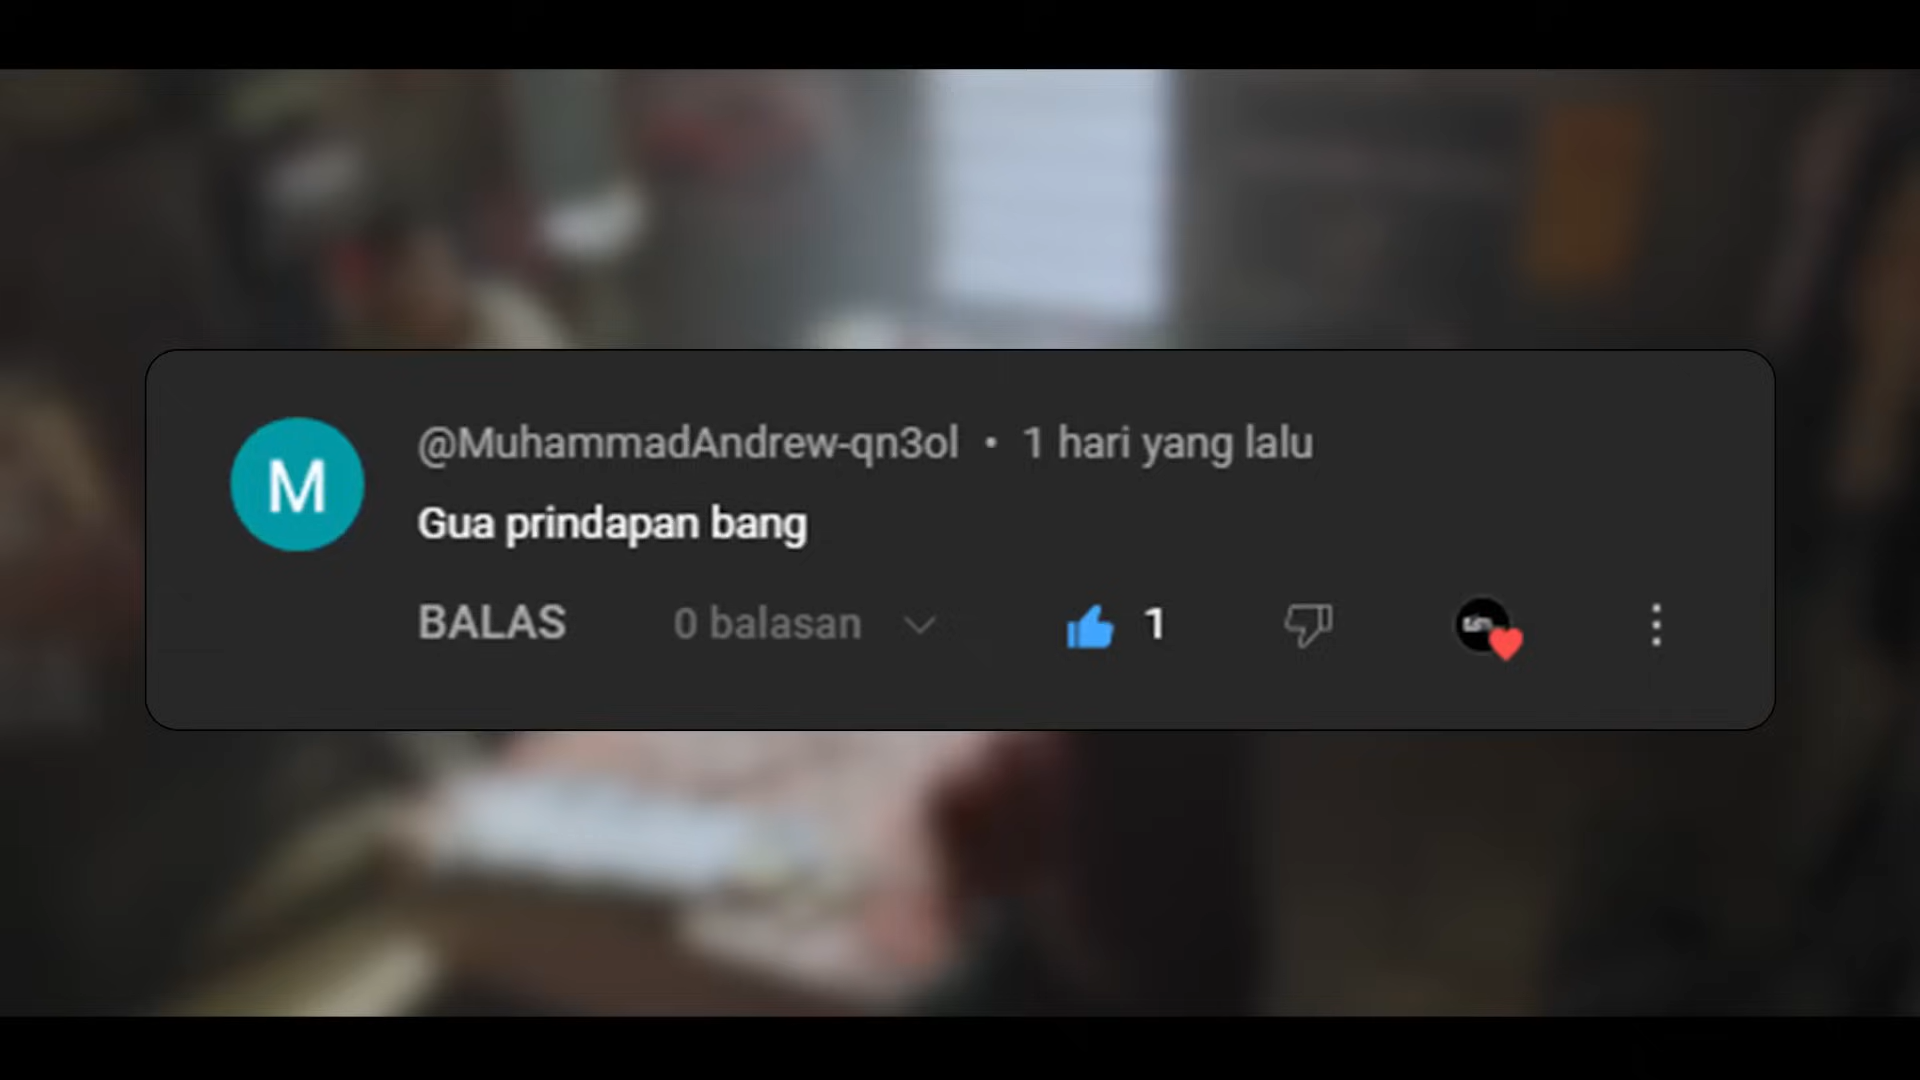 M
@MuhammadAndrew-qn3ol • 1 hari yang lalu
Gua prindapan bang
BALAS 0 balasan 1